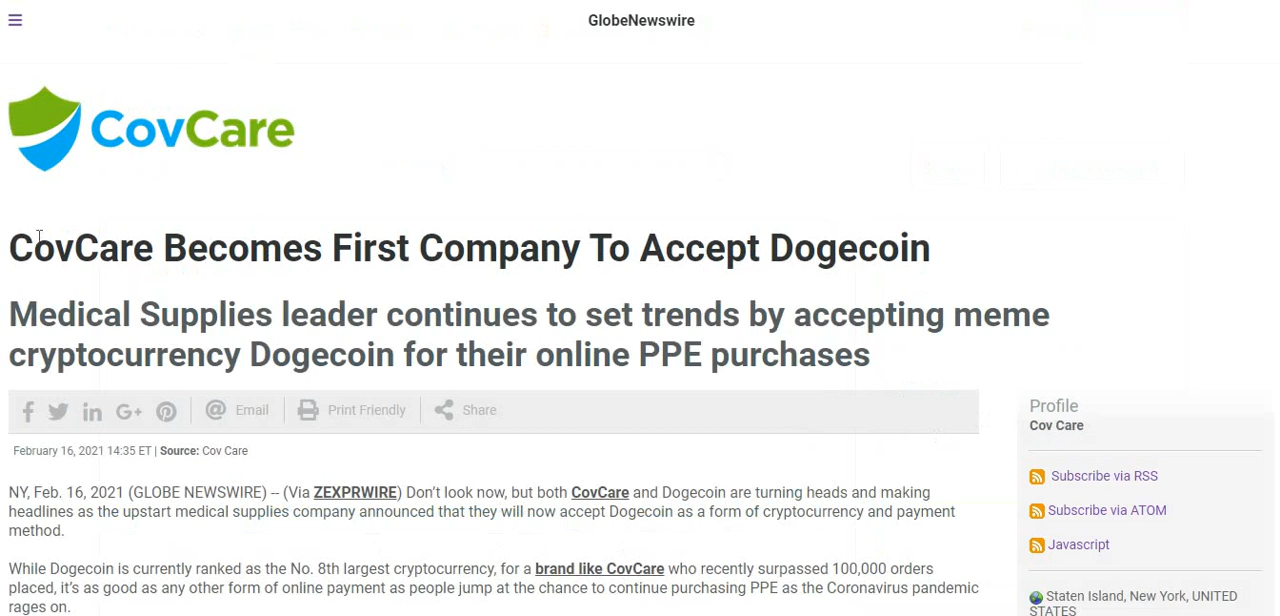 GlobeNewswire
CovCare
CovCare Becomes First Company To Accept Dogecoin
Medical Supplies leader continues to set trends by accepting meme
cryptocurrency Dogecoin for their online PPE purchases
Email
Print Friendly
Share
February 16, 2021 14:35 ET | Source: Cov Care
NY, Feb. 16, 2021 (GLOBE NEWSWIRE) -- (Via ZEXPRWIRE) Don't look now, but both CovCare and Dogecoin are turning heads and making
headlines as the upstart medical supplies company announced that they will now accept Dogecoin as a form of cryptocurrency and payment
method.
While Dogecoin is currently ranked as the No. 8th largest cryptocurrency, for a brand like CovCare who recently surpassed 100,000 orders
placed, it's as good as any other form of online payment as people jump at the chance to continue purchasing PPE as the Coronavirus pandemic
rages on.
Profile
Cov Care
Subscribe via RSS
Subscribe via ATOM
Javascript
Staten Island, New York, UNITED
STATES